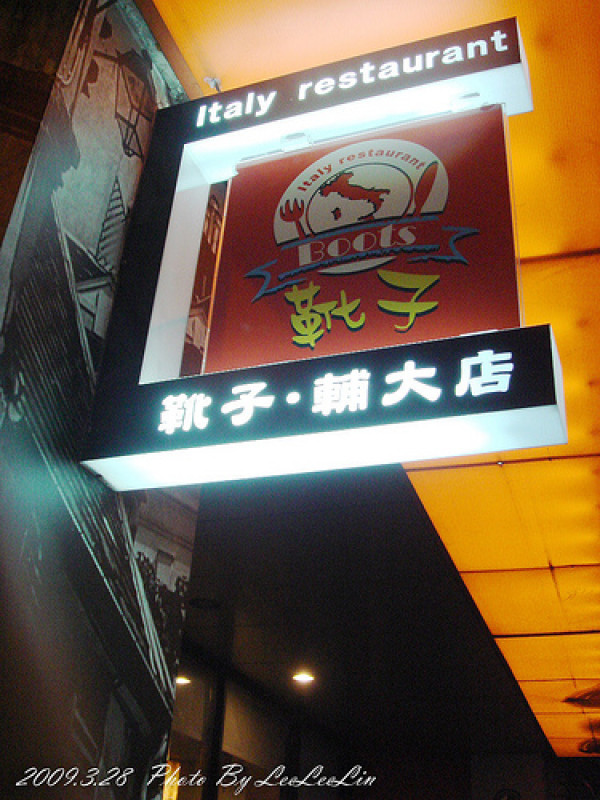 Italy restaurant
Italy restaurant
Boots
靴子
靴子·輔大店
2009.3.28 Photo By LeeLeeLin